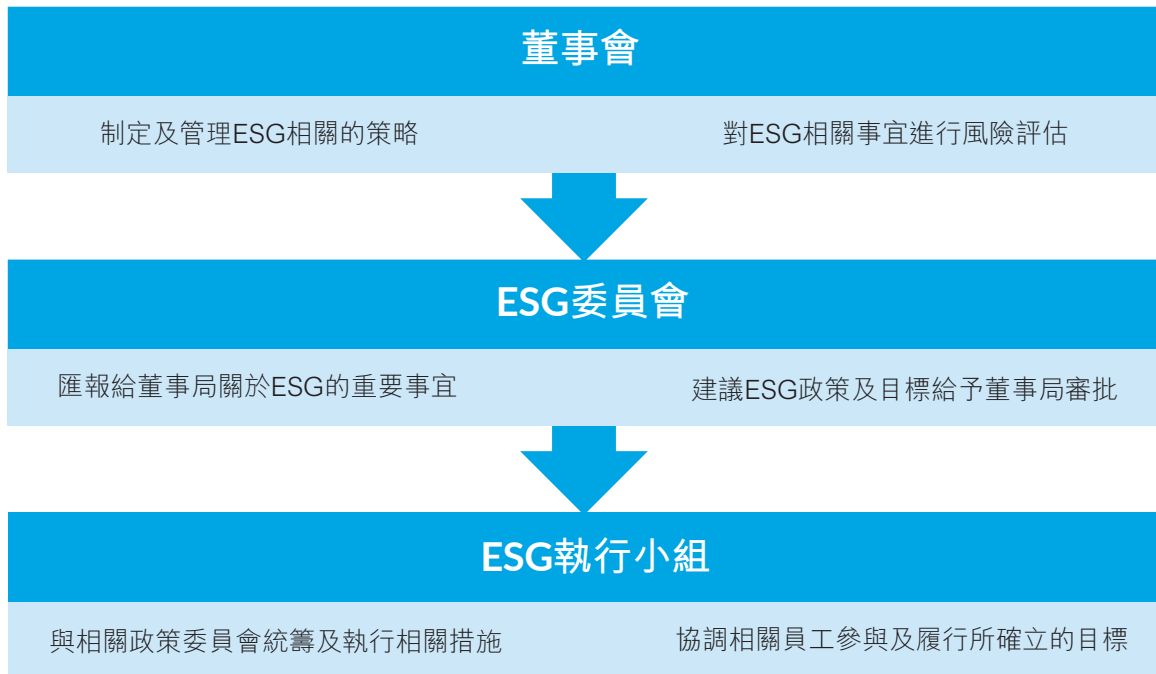 董事會
制定及管理ESG相關的策略
對ESG相關事宜進行風險評估
ESG委員會
匯報給董事局關於ESG的重要事宜
建議ESG政策及目標給予董事局審批
ESG執行小組
與相關政策委員會統籌及執行相關措施
協調相關員工參與及履行所確立的目標